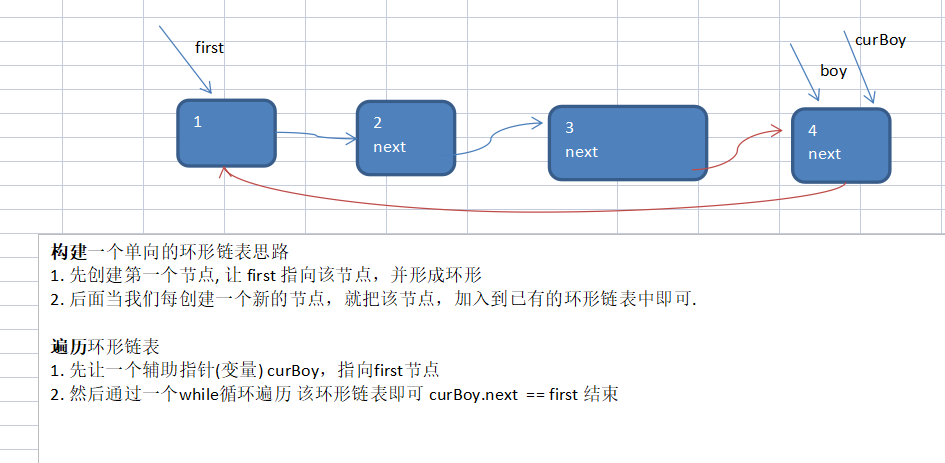 first
curBoy
boy
1
2
next
3
next
4
next
构建一个单向的环形链表思路
1. 先创建第一个节点, 让 first 指向该节点，并形成环形
2. 后面当我们每创建一个新的节点，就把该节点，加入到已有的环形链表中即可.
遍历环形链表
1. 先让一个辅助指针(变量) curBoy，指向first节点
2. 然后通过一个while循环遍历 该环形链表即可 curBoy.next == first 结束